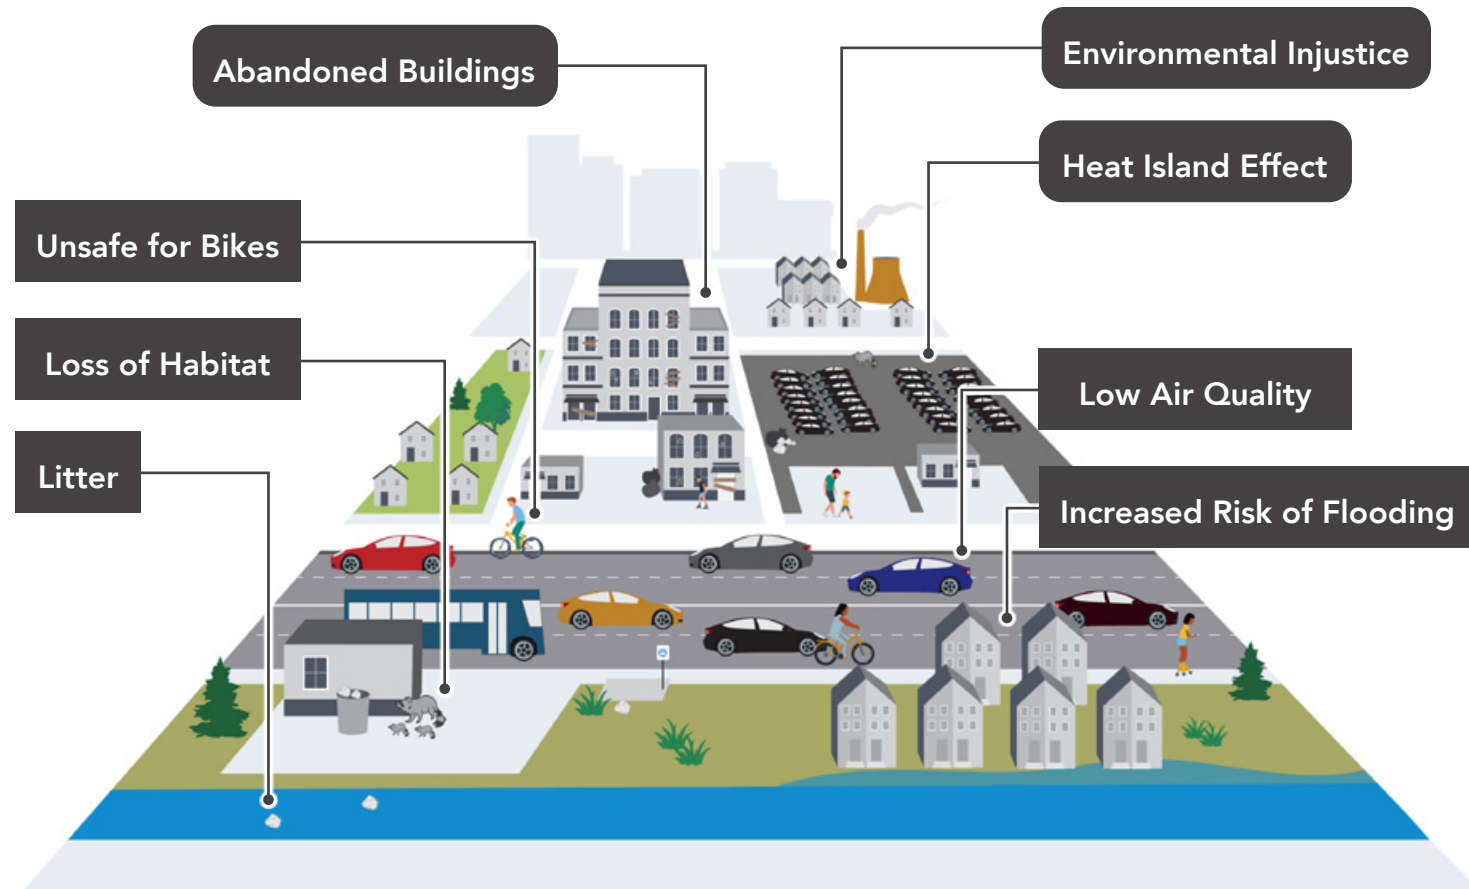 Abandoned Buildings
Environmental Injustice
Heat Island Effect
Unsafe for Bikes
Loss of Habitat
Low Air Quality
Litter
Increased Risk of Flooding